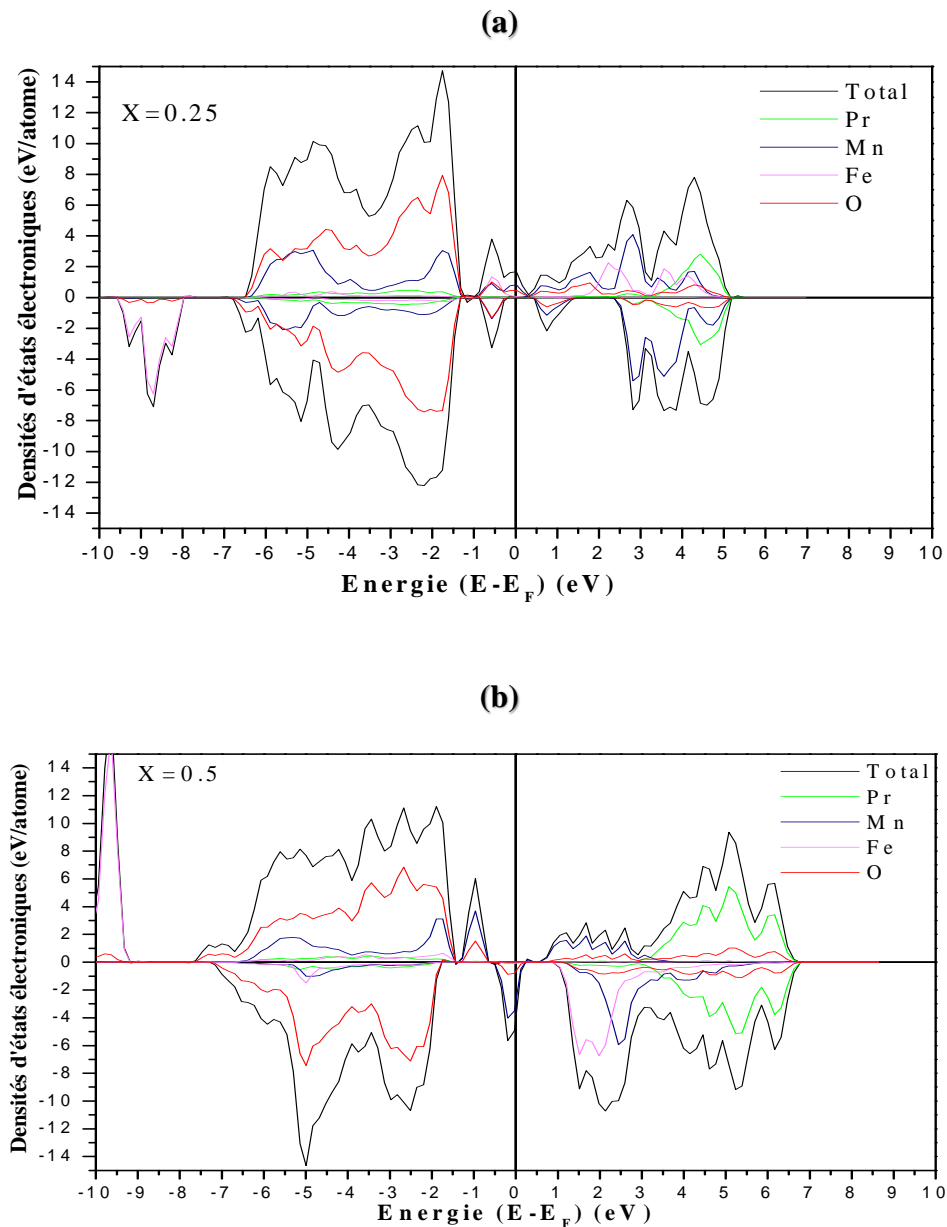 (a)
Densités d'états électroniques (eV/atome)
14
12
10
8
6
4
2
0
-2
-4
-6
-8
-10
-12
-14
X=0.25
Total
Pr
Mn
Fe
O
-10 -9 -8 -7 -6 -5 -4 -3 -2 -1 0 1 2 3 4 5 6 7 8 9 10
Energie (E-EF) (eV)
(b)
Densités d'états électroniques (eV/atome)
14
12
10
8
6
4
2
0
-2
-4
-6
-8
-10
-12
-14
X=0.5
Total
Pr
Mn
Fe
O
-10 -9 -8 -7 -6 -5 -4 -3 -2 -1 0 1 2 3 4 5 6 7 8 9 10
Energie (E-EF) (eV)